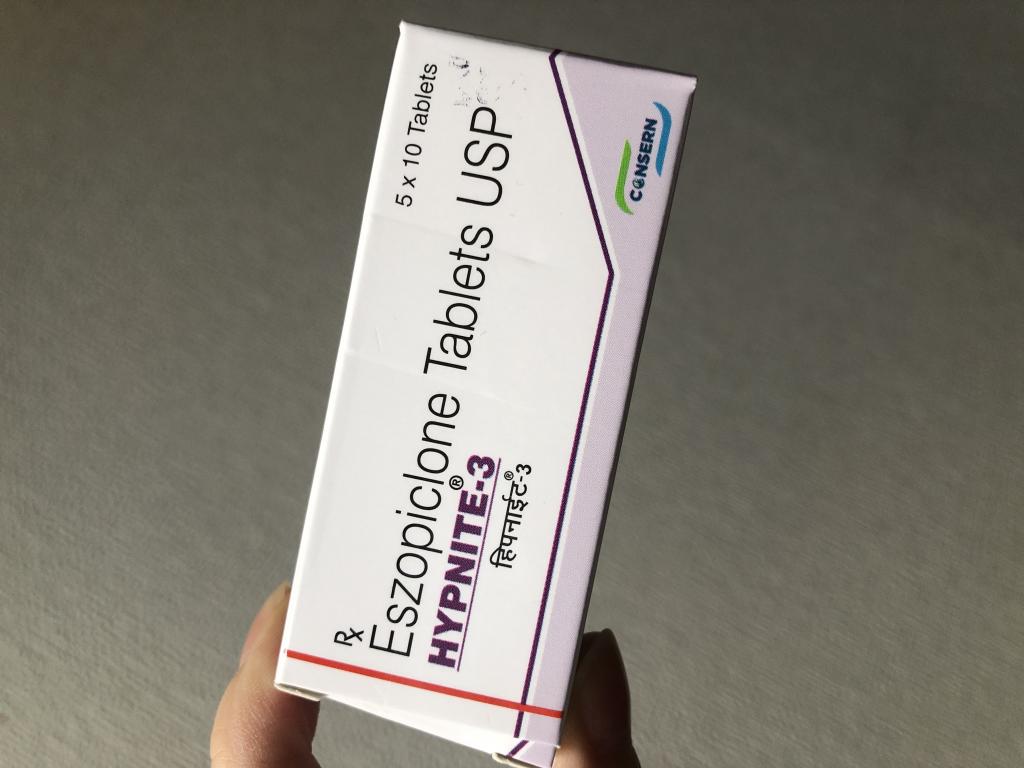 Rx
5 x 10 Tablets
Eszopiclone Tablets USP
HYPNITE®-3
हिपनाईट®-3
CONSERN